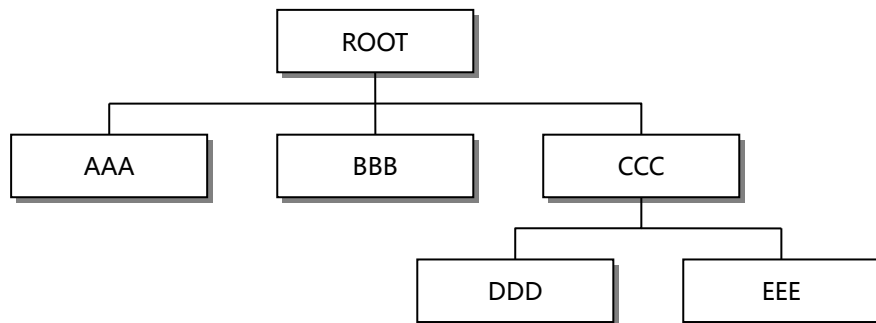 ROOT
AAA
BBB
CCC
DDD
EEE